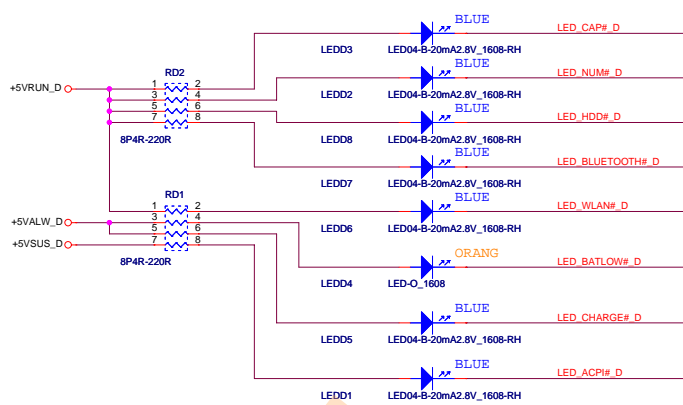 BLUE
LED_CAP#_D
LEDD3 LED04-B-20mA2.8V_1608-RH
RD2
BLUE
LED_NUM#_D
+5VRUN_D
1 2
3 4
5 6
7 8
LEDD2 LED04-B-20mA2.8V_1608-RH
BLUE
LED_HDD#_D
8P4R-220R
LEDD8 LED04-B-20mA2.8V_1608-RH
BLUE
LED_BLUETOOTH#_D
LEDD7 LED04-B-20mA2.8V_1608-RH
RD1
BLUE
LED_WLAN#_D
1 2
+5VALW_D
3 4
5 6
+5VSUS_D
7 8
LEDD6 LED04-B-20mA2.8V_1608-RH
ORANG
LED_BATLOW#_D
8P4R-220R
LEDD4 LED-O_1608
BLUE
LED_CHARGE#_D
LEDD5 LED04-B-20mA2.8V_1608-RH
BLUE
LED_ACPI#_D
LEDD1 LED04-B-20mA2.8V_1608-RH